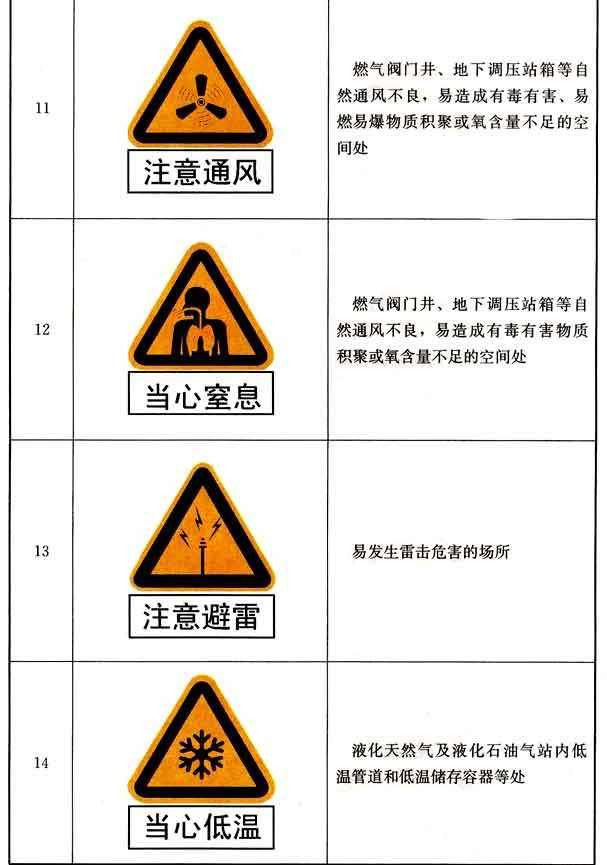 11
注意通风
燃气阀门井、地下调压站箱等自
然通风不良，易造成有毒有害、易
燃易爆物质积聚或氧含量不足的空
间处
12
当心窒息
燃气阀门井、地下调压站箱等自
然通风不良，易造成有毒有害物质
积聚或氧含量不足的空间处
13
注意避雷
易发生雷击危害的场所
14
当心低温
液化天然气及液化石油气站内低
温管道和低温储存容器等处